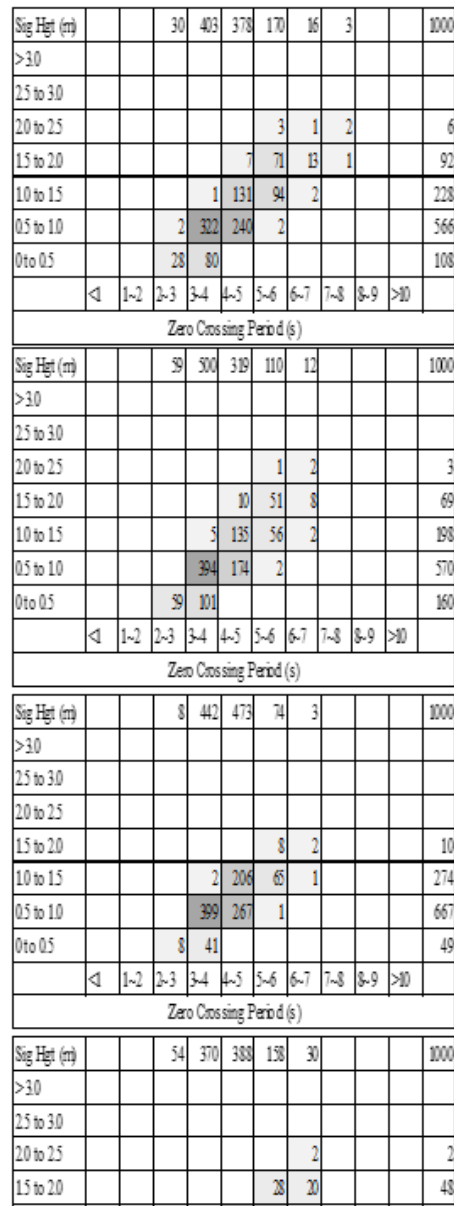 Sig Hgt (m) 30 403 378 170 16 3 1000
>3.0
2.5 to 3.0
2.0 to 2.5 3 1 2 6
1.5 to 2.0 7 71 13 1 92
1.0 to 1.5 1 131 94 2 228
0.5 to 1.0 2 322 240 2 566
0 to 0.5 28 80 108
<1 1~2 2~3 3~4 4~5 5~6 6~7 7~8 8~9 >10
Zero Crossing Period (s)
Sig Hgt (m) 59 500 319 110 12 1000
>3.0
2.5 to 3.0
2.0 to 2.5 1 2 3
1.5 to 2.0 10 51 8 69
1.0 to 1.5 5 135 56 2 198
0.5 to 1.0 394 174 2 570
0 to 0.5 59 101 160
<1 1~2 2~3 3~4 4~5 5~6 6~7 7~8 8~9 >10
Zero Crossing Period (s)
Sig Hgt (m) 8 442 473 74 3 1000
>3.0
2.5 to 3.0
2.0 to 2.5
1.5 to 2.0 8 2 10
1.0 to 1.5 2 206 65 1 274
0.5 to 1.0 399 267 1 667
0 to 0.5 8 41 49
<1 1~2 2~3 3~4 4~5 5~6 6~7 7~8 8~9 >10
Zero Crossing Period (s)
Sig Hgt (m) 54 370 388 158 30 1000
>3.0
2.5 to 3.0
2.0 to 2.5 2 2
1.5 to 2.0 28 20 48